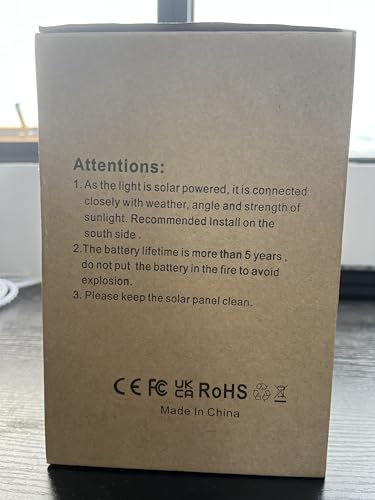 Attentions:
1. As the light is solar powered, it is connected
closely with weather, angle and strength of
sunlight. Recommended Install on the
south side .
2.The battery lifetime is more than 5 years ,
do not put the battery in the fire to avoid
explosion.
3. Please keep the solar panel clean.
CE FC UK CA RoHS
Made In China